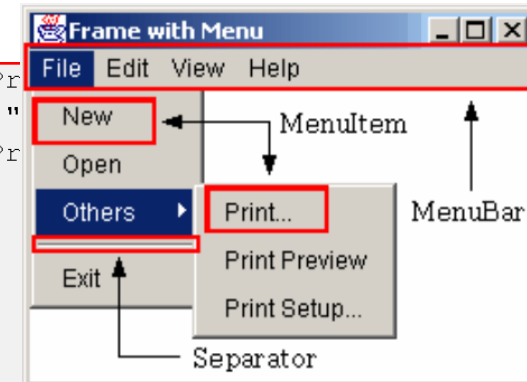 Frame with Menu
File Edit View Help
New
MenuItem
Open
Others
Print...
MenuBar
Print Preview
Exit
Print Setup...
Separator